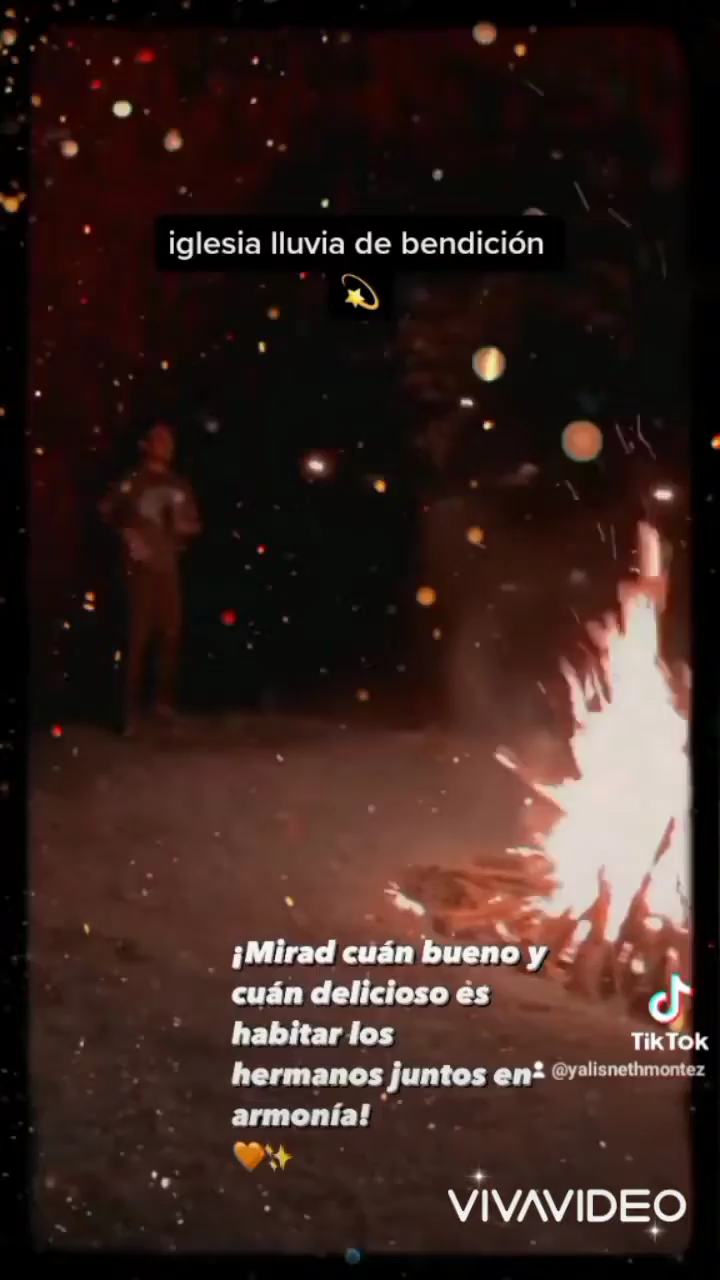 iglesia lluvia de bendición
¡Mirad cuán bueno y
cuán delicioso es
habitar los
hermanos juntos en
armonía!
TikTok
@yalisnethmontez
VIVAVIDEO